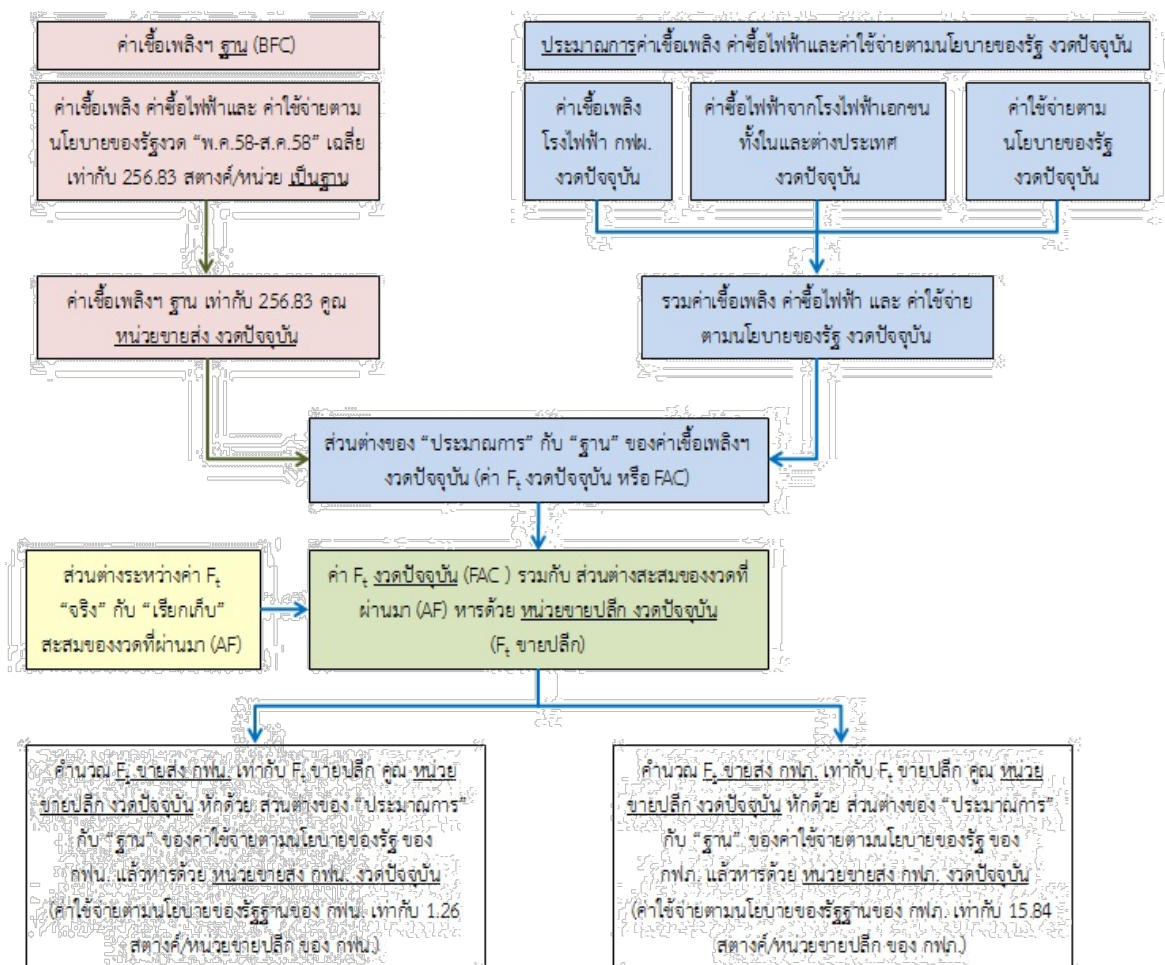 ค่าเชื้อเพลิงฯ ฐาน (BFC)
ค่าเชื้อเพลิง ค่าซื้อไฟฟ้าและ ค่าใช้จ่ายตาม
นโยบายของรัฐงวด “พ.ค.58-ส.ค.58” เฉลี่ย
เท่ากับ 256.83 สตางค์/หน่วย เป็นฐาน
ค่าเชื้อเพลิงฯ ฐาน เท่ากับ 256.83 คูณ
หน่วยขายส่ง งวดปัจจุบัน
ประมาณการค่าเชื้อเพลิง ค่าซื้อไฟฟ้าและค่าใช้จ่ายตามนโยบายของรัฐ งวดปัจจุบัน
ค่าเชื้อเพลิง
โรงไฟฟ้า กฟผ.
งวดปัจจุบัน
ค่าซื้อไฟฟ้าจากโรงไฟฟ้าเอกชน
ทั้งในและต่างประเทศ
งวดปัจจุบัน
ค่าใช้จ่ายตาม
นโยบายของรัฐ
งวดปัจจุบัน
รวมค่าเชื้อเพลิง ค่าซื้อไฟฟ้า และ ค่าใช้จ่าย
ตามนโยบายของรัฐ งวดปัจจุบัน
ส่วนต่างของ “ประมาณการ” กับ “ฐาน” ของค่าเชื้อเพลิงฯ
งวดปัจจุบัน (ค่า Fₜ งวดปัจจุบัน หรือ FAC)
ส่วนต่างระหว่างค่า Fₜ
“จริง” กับ “เรียกเก็บ”
สะสมของงวดที่ผ่านมา (AF)
ค่า Fₜ งวดปัจจุบัน (FAC ) รวมกับ ส่วนต่างสะสมของงวดที่
ผ่านมา (AF) หารด้วย หน่วยขายปลีก งวดปัจจุบัน
(Fₜ ขายปลีก)
คำนวณ Fₜ ขายส่ง กฟน. เท่ากับ Fₜ ขายปลีก คูณ หน่วย
ขายปลีก งวดปัจจุบัน หักด้วย ส่วนต่างของ “ประมาณการ”
กับ “ฐาน” ของค่าใช้จ่ายตามนโยบายของรัฐ ของ
กฟน. แล้วหารด้วย หน่วยขายส่ง กฟน. งวดปัจจุบัน
(ค่าใช้จ่ายตามนโยบายของรัฐฐานของ กฟน. เท่ากับ 1.26
สตางค์/หน่วยขายปลีก ของ กฟน.)
คำนวณ Fₜ ขายส่ง กฟภ. เท่ากับ Fₜ ขายปลีก คูณ หน่วย
ขายปลีก งวดปัจจุบัน หักด้วย ส่วนต่างของ “ประมาณการ”
กับ “ฐาน” ของค่าใช้จ่ายตามนโยบายของรัฐ ของ
กฟภ. แล้วหารด้วย หน่วยขายส่ง กฟภ. งวดปัจจุบัน
(ค่าใช้จ่ายตามนโยบายของรัฐฐานของ กฟภ. เท่ากับ 15.84
สตางค์/หน่วยขายปลีก ของ กฟภ.)